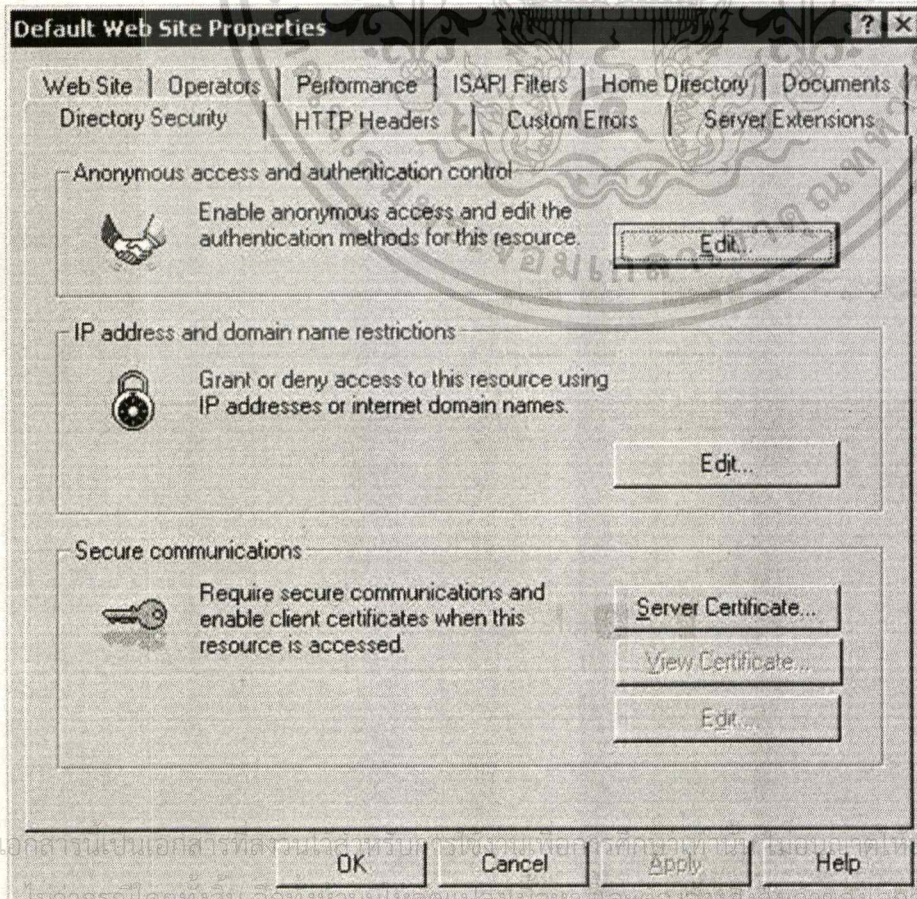 Default Web Site Properties
Web Site
Operators
Performance
ISAPI Filters
Home Directory
Documents
Directory Security
HTTP Headers
Custom Errors
Server Extensions
Anonymous access and authentication control
Enable anonymous access and edit the
authentication methods for this resource.
Edit...
IP address and domain name restrictions
Grant or deny access to this resource using
IP addresses or internet domain names.
Edit...
Secure communications
Require secure communications and
enable client certificates when this
resource is accessed.
Server Certificate...
View Certificate...
Edit...
OK
Cancel
Apply
Help